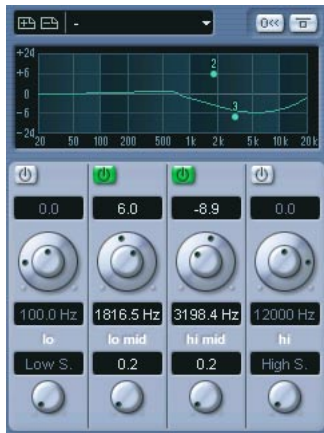 -
0<<
+24
+6
0
-6
-24
2
3
20 50 100 200 500 1k 2k 5k 10k 20k
0.0 6.0 -8.9 0.0
100.0 Hz 1816.5 Hz 3198.4 Hz 12000 Hz
lo lo mid hi mid hi
Low S. 0.2 0.2 High S.